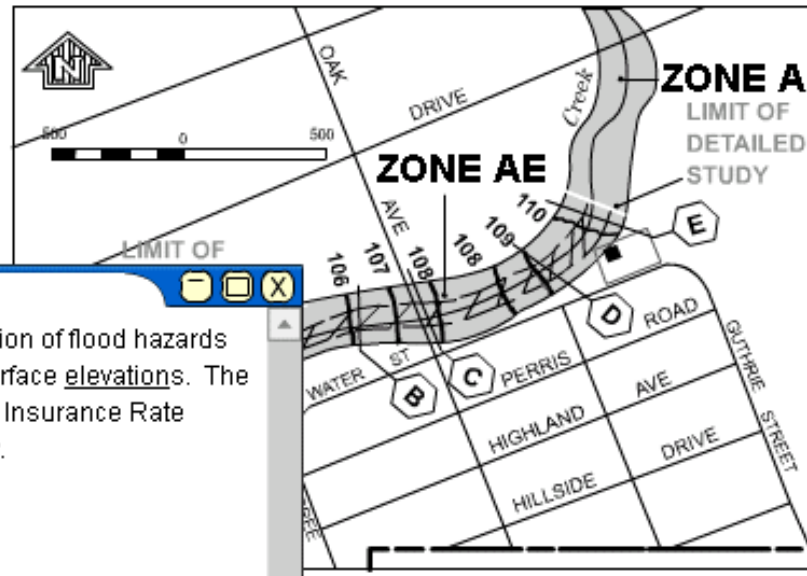 N
OAK
DRIVE
Creek
ZONE A
LIMIT OF
DETAILED
STUDY
500 0 500
ZONE AE
AVE
LIMIT OF
106
107
108
108
109
110
E
D
C
B
WATER ST
PERRIS ROAD
HIGHLAND AVE
HILLSIDE DRIVE
GUTHRIE STREET
REE
ion of flood hazards
rface elevations. The
Insurance Rate